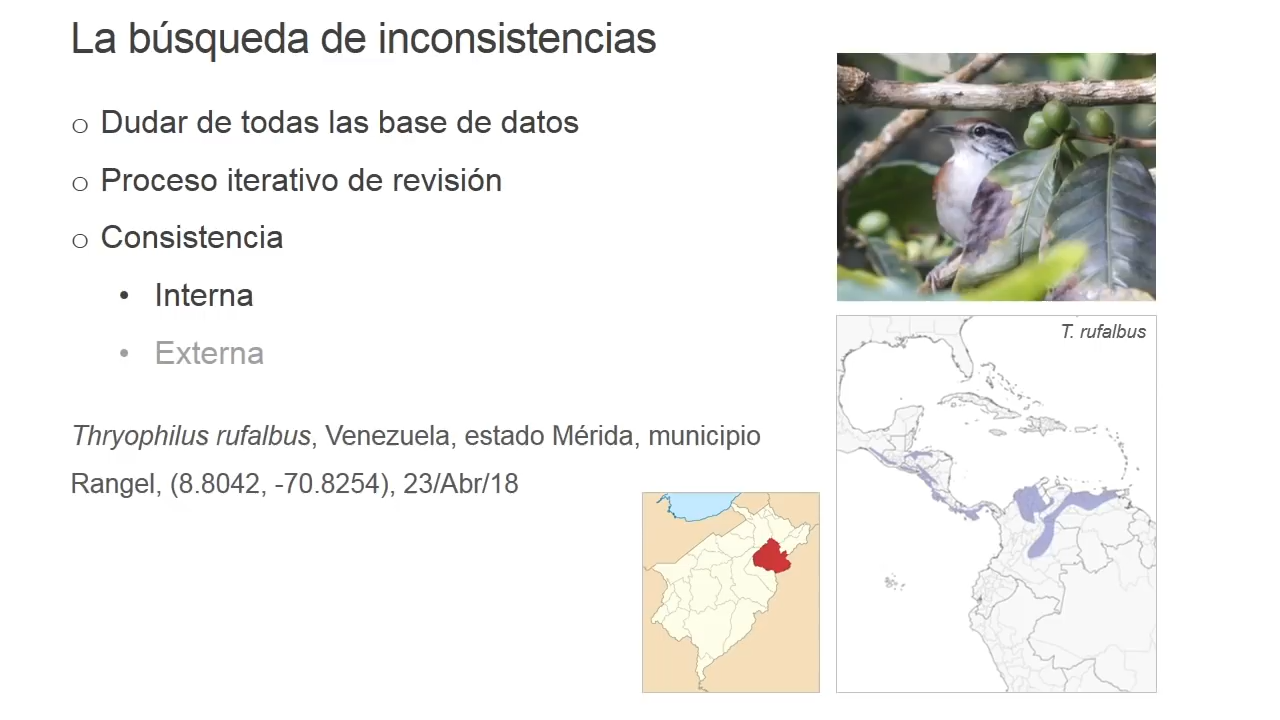 La búsqueda de inconsistencias
Dudar de todas las base de datos
Proceso iterativo de revisión
Consistencia
Interna
Externa
Thryophilus rufalbus, Venezuela, estado Mérida, municipio
Rangel, (8.8042, -70.8254), 23/Abr/18
T. rufalbus